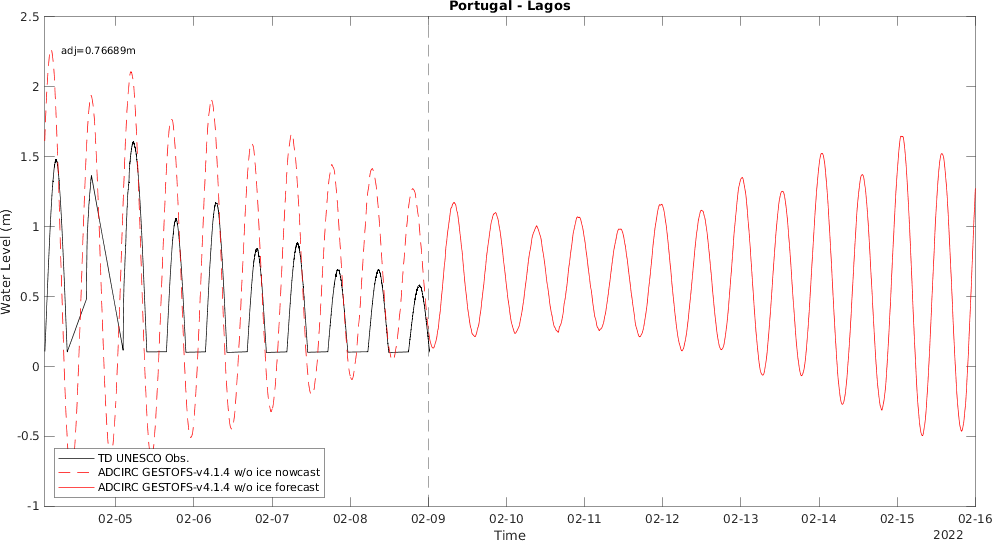 Portugal - Lagos
adj=0.76689m
Water Level (m)
2.5
2
1.5
1
0.5
0
-0.5
-1
TD UNESCO Obs.
ADCIRC GESTOFS-v4.1.4 w/o ice nowcast
ADCIRC GESTOFS-v4.1.4 w/o ice forecast
02-05 02-06 02-07 02-08 02-09 02-10 02-11 02-12 02-13 02-14 02-15 02-16
Time
2022